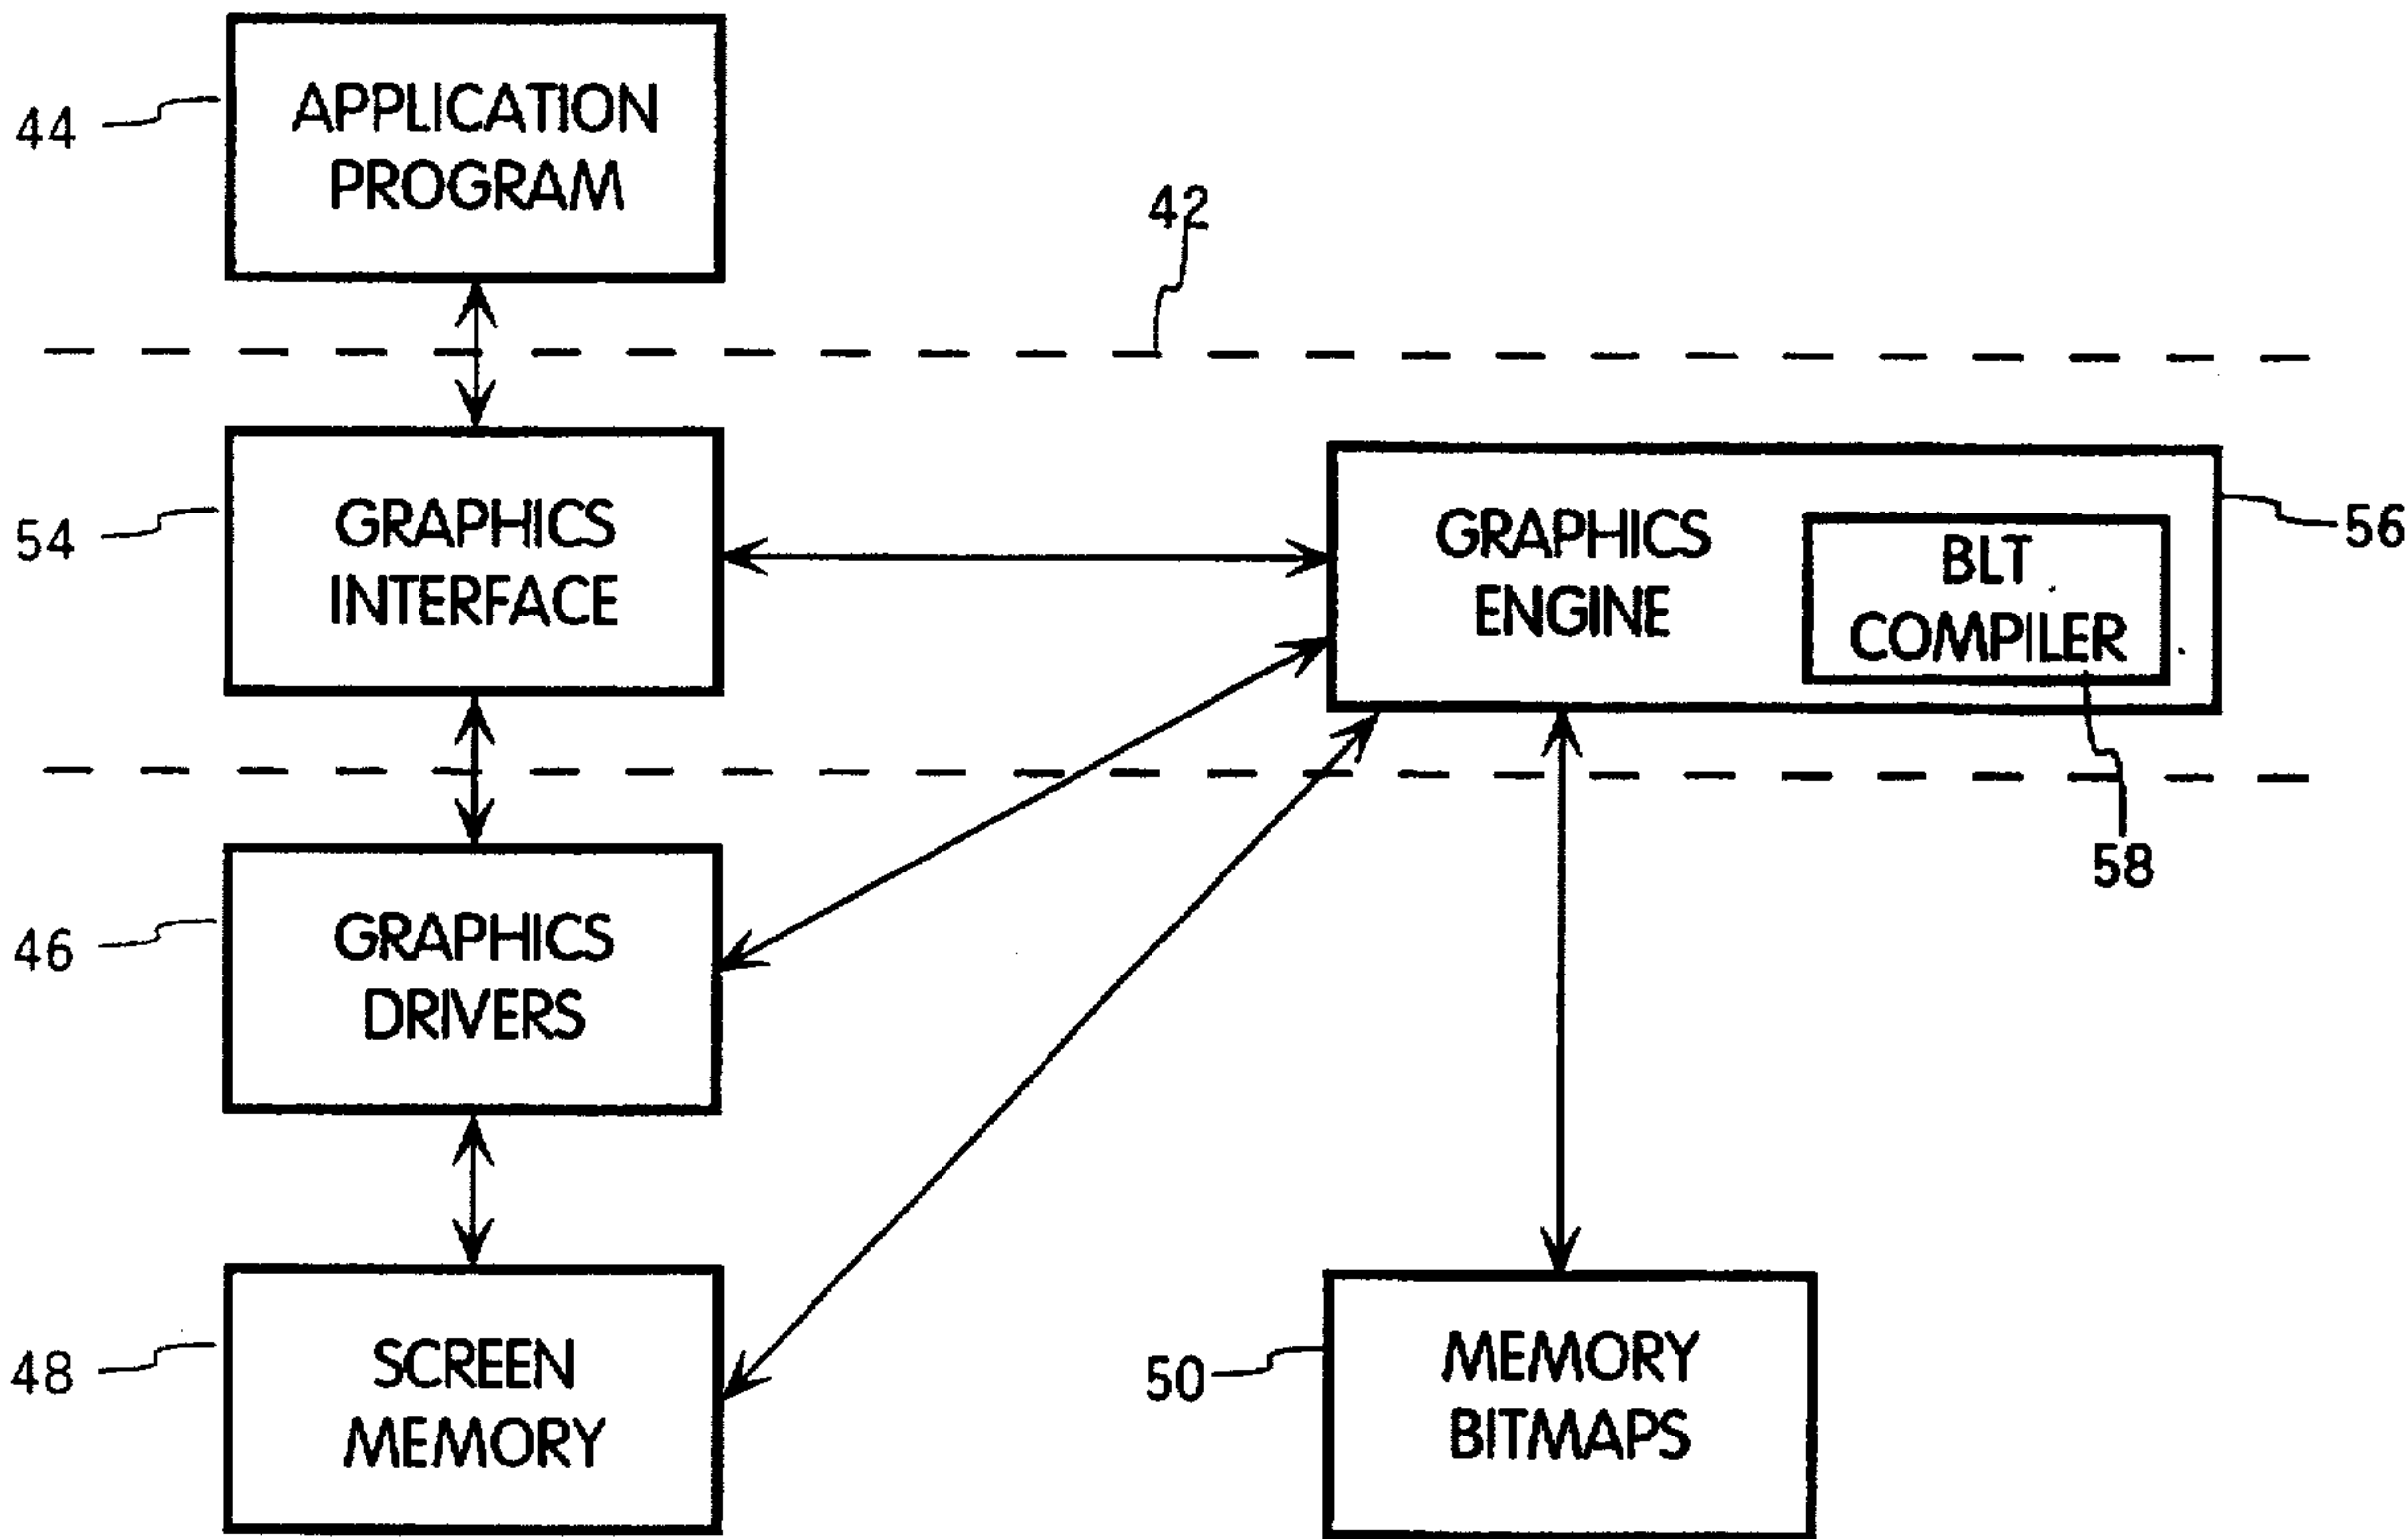 44
APPLICATION
PROGRAM
42
54
GRAPHICS
INTERFACE
GRAPHICS
ENGINE
BLT
COMPILER
56
58
46
GRAPHICS
DRIVERS
48
SCREEN
MEMORY
50
MEMORY
BITMAPS